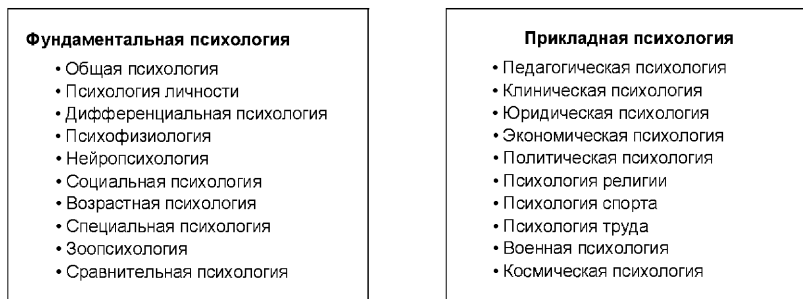 Фундаментальная психология
• Общая психология
• Психология личности
• Дифференциальная психология
• Психофизиология
• Нейропсихология
• Социальная психология
• Возрастная психология
• Специальная психология
• Зоопсихология
• Сравнительная психология
Прикладная психология
• Педагогическая психология
• Клиническая психология
• Юридическая психология
• Экономическая психология
• Политическая психология
• Психология религии
• Психология спорта
• Психология труда
• Военная психология
• Космическая психология